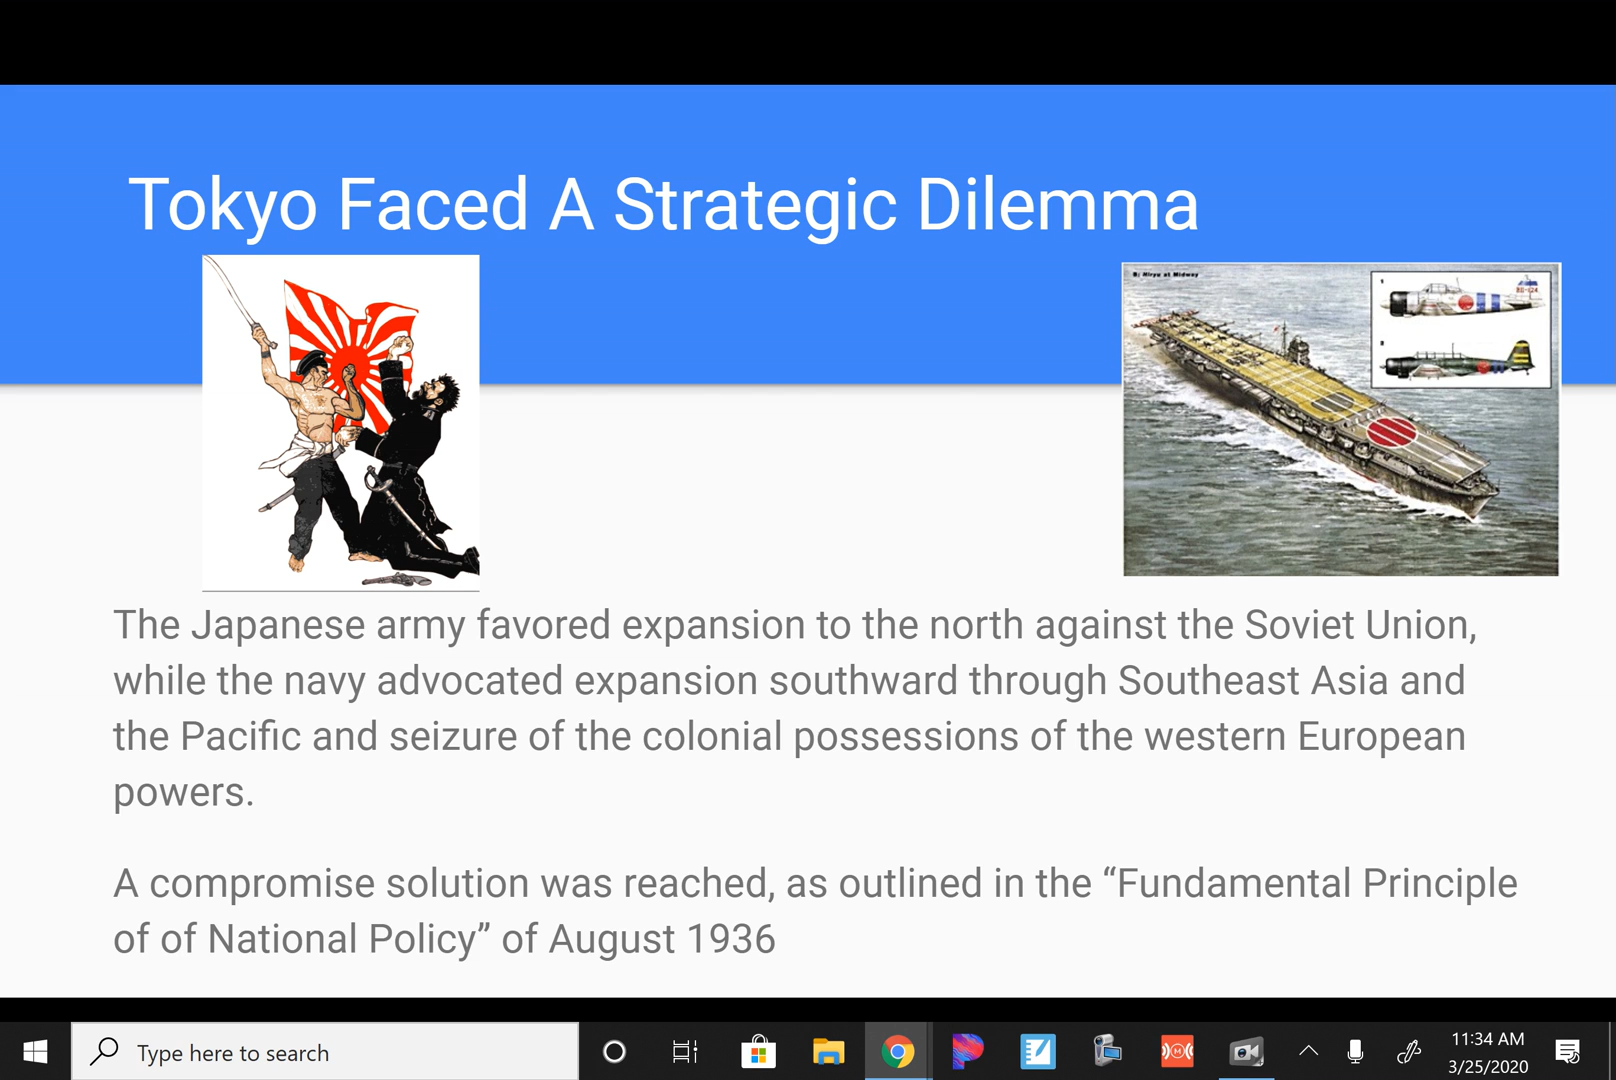 Tokyo Faced A Strategic Dilemma
B: Hiryu at Midway
The Japanese army favored expansion to the north against the Soviet Union,
while the navy advocated expansion southward through Southeast Asia and
the Pacific and seizure of the colonial possessions of the western European
powers.
A compromise solution was reached, as outlined in the “Fundamental Principle
of of National Policy” of August 1936
Type here to search
11:34 AM
3/25/2020